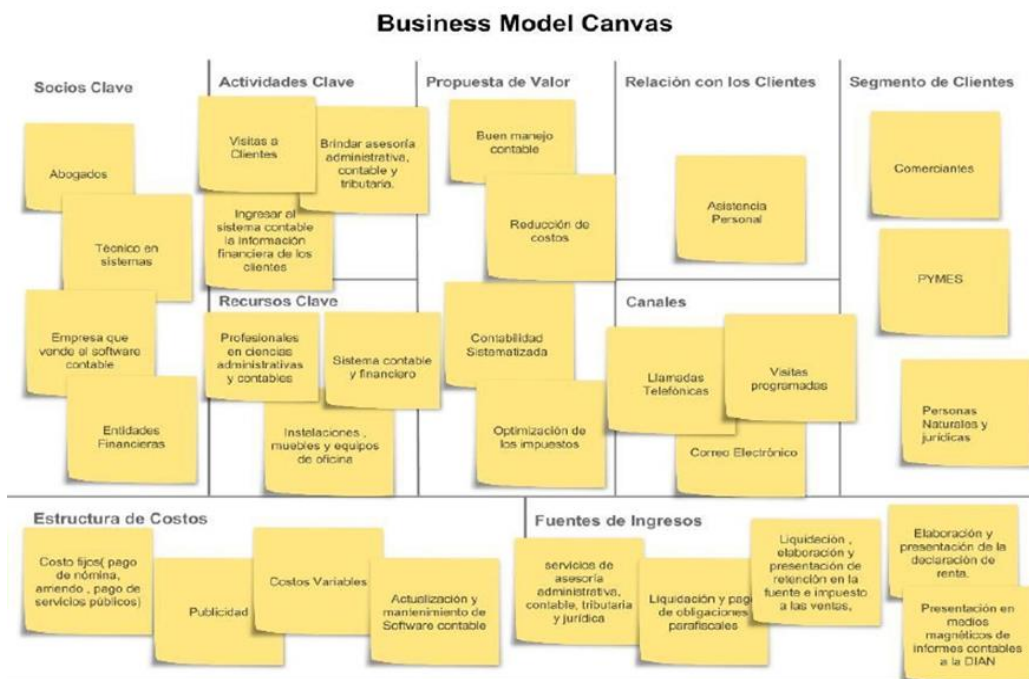 Business Model Canvas
Socios Clave
Abogados
Técnico en
sistemas
Empresa que
vende el software
contable
Entidades
Financieras
Actividades Clave
Visitas a
Clientes
Brindar asesoría
administrativa,
contable y
tributaria.
Ingresar al
sistema contable
la información
financiera de los
clientes
Recursos Clave
Profesionales
en ciencias
administrativas
y contables
Sistema contable
y financiero
Instalaciones ,
muebles y equipos
de oficina
Propuesta de Valor
Buen manejo
contable
Reducción de
costos
Contabilidad
Sistematizada
Optimización de
los impuestos
Relación con los Clientes
Asistencia
Personal
Canales
Llamadas
Telefónicas
Visitas
programadas
Correo Electrónico
Segmento de Clientes
Comerciantes
PYMES
Personas
Naturales y
jurídicas
Estructura de Costos
Costo fijos( pago
de nómina,
arriendo , pago de
servicios públicos)
Publicidad
Costos Variables
Actualización y
mantenimiento de
Software contable
Fuentes de Ingresos
servicios de
asesoría
administrativa,
contable, tributaria
y jurídica
Liquidación y pago
de obligaciones
parafiscales
Liquidación ,
elaboración y
presentación de
retención en la
fuente e impuesto
a las ventas,
Elaboración y
presentación de la
declaración de
renta.
Presentación en
medios
magnéticos de
informes contables
a la DIAN